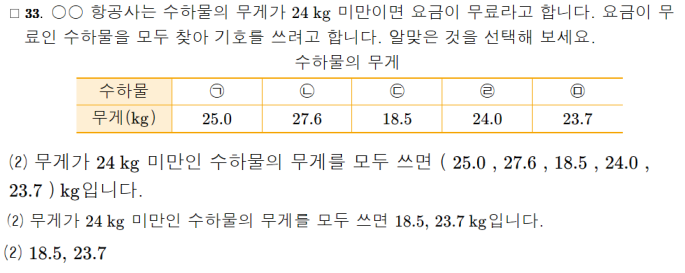 □ 33. ○○ 항공사는 수하물의 무게가 24 kg 미만이면 요금이 무료라고 합니다. 요금이 무
료인 수하물을 모두 찾아 기호를 쓰려고 합니다. 알맞은 것을 선택해 보세요.
수하물의 무게
수하물 ㉠ ㉡ ㉢ ㉣ ㉤
무게(kg) 25.0 27.6 18.5 24.0 23.7
(2) 무게가 24 kg 미만인 수하물의 무게를 모두 쓰면 ( 25.0 , 27.6 , 18.5 , 24.0 ,
23.7 ) kg입니다.
(2) 무게가 24 kg 미만인 수하물의 무게를 모두 쓰면 18.5, 23.7 kg입니다.
(2) 18.5, 23.7